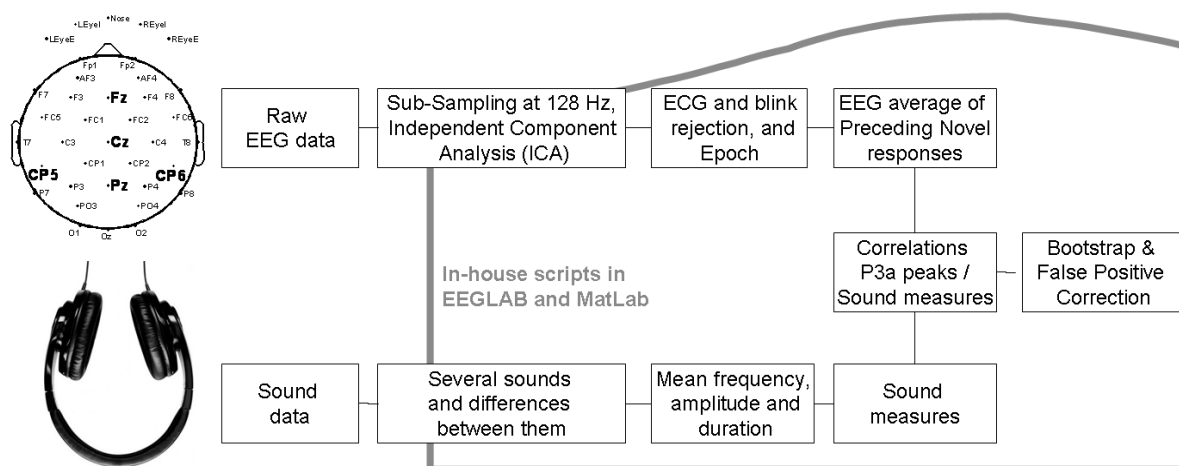 Nose
LEyeI
REyeI
LEyeE
REyeE
Fp1
Fp2
AF3
AF4
F7
F3
Fz
F4
F8
FC5
FC1
FC2
FC6
T7
C3
Cz
C4
T8
CP5
CP1
CP2
CP6
P7
P3
Pz
P4
P8
PO3
PO4
O1
Oz
O2
Raw
EEG data
Sub-Sampling at 128 Hz,
Independent Component
Analysis (ICA)
ECG and blink
rejection, and
Epoch
EEG average of
Preceding Novel
responses
Correlations
P3a peaks /
Sound measures
Bootstrap &
False Positive
Correction
In-house scripts in
EEGLAB and MatLab
Sound
data
Several sounds
and differences
between them
Mean frequency,
amplitude and
duration
Sound
measures